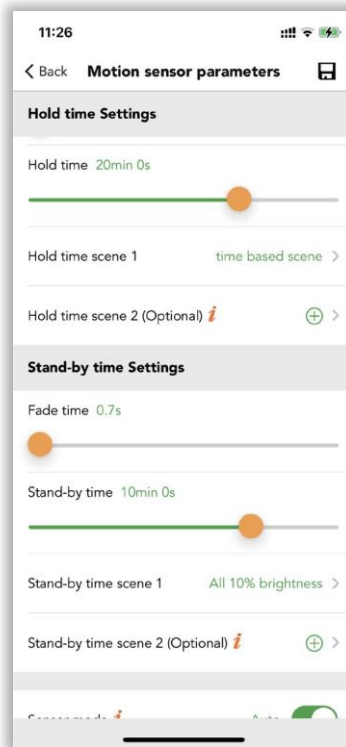 11:26
Back Motion sensor parameters
Hold time Settings
Hold time 20min 0s
Hold time scene 1 time based scene
Hold time scene 2 (Optional) i
Stand-by time Settings
Fade time 0.7s
Stand-by time 10min 0s
Stand-by time scene 1 All 10% brightness
Stand-by time scene 2 (Optional) i
Sensor mode i Auto